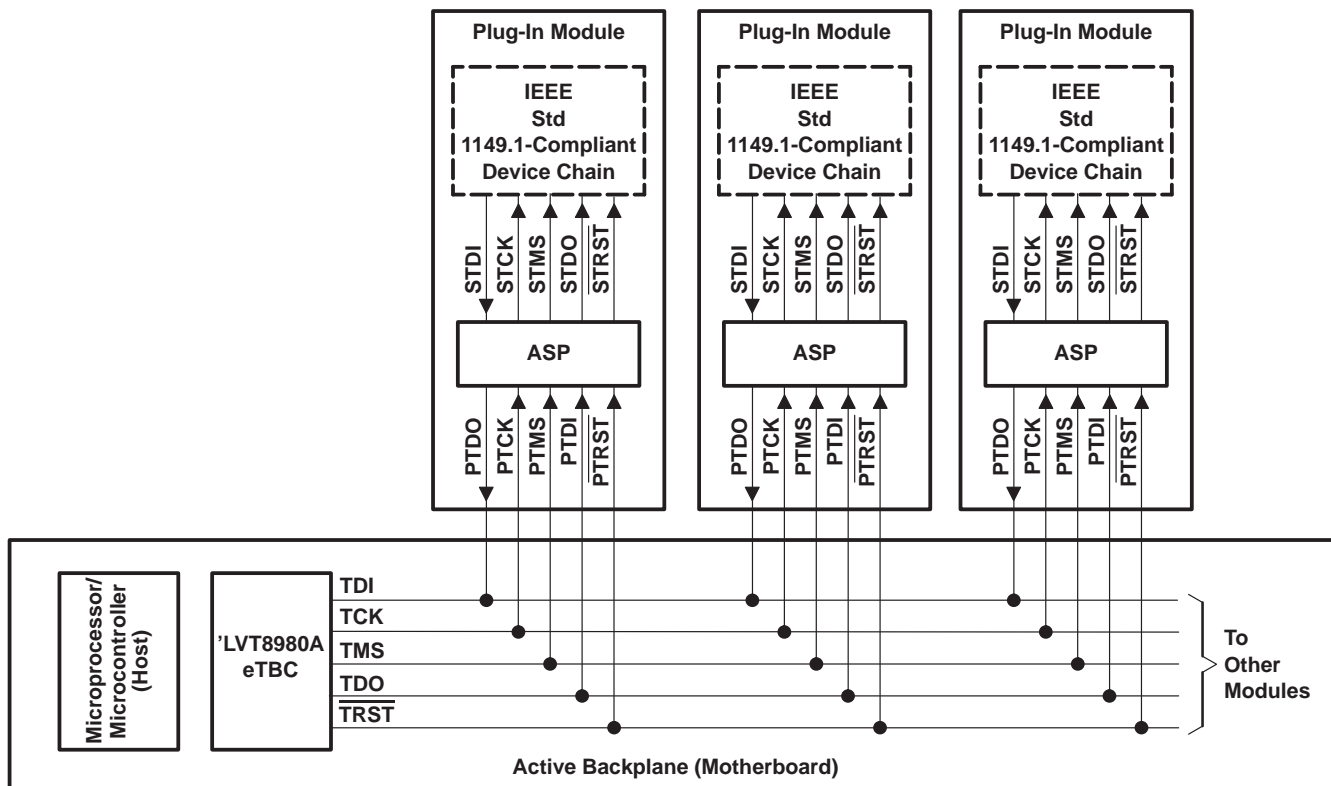 Plug-In Module
IEEE
Std
1149.1-Compliant
Device Chain
STDI
STCK
STMS
STDO
STRST
ASP
PTDO
PTCK
PTMS
PTDI
PTRST
Plug-In Module
IEEE
Std
1149.1-Compliant
Device Chain
STDI
STCK
STMS
STDO
STRST
ASP
PTDO
PTCK
PTMS
PTDI
PTRST
Plug-In Module
IEEE
Std
1149.1-Compliant
Device Chain
STDI
STCK
STMS
STDO
STRST
ASP
PTDO
PTCK
PTMS
PTDI
PTRST
Microprocessor/
Microcontroller
(Host)
’LVT8980A
eTBC
TDI
TCK
TMS
TDO
TRST
To
Other
Modules
Active Backplane (Motherboard)